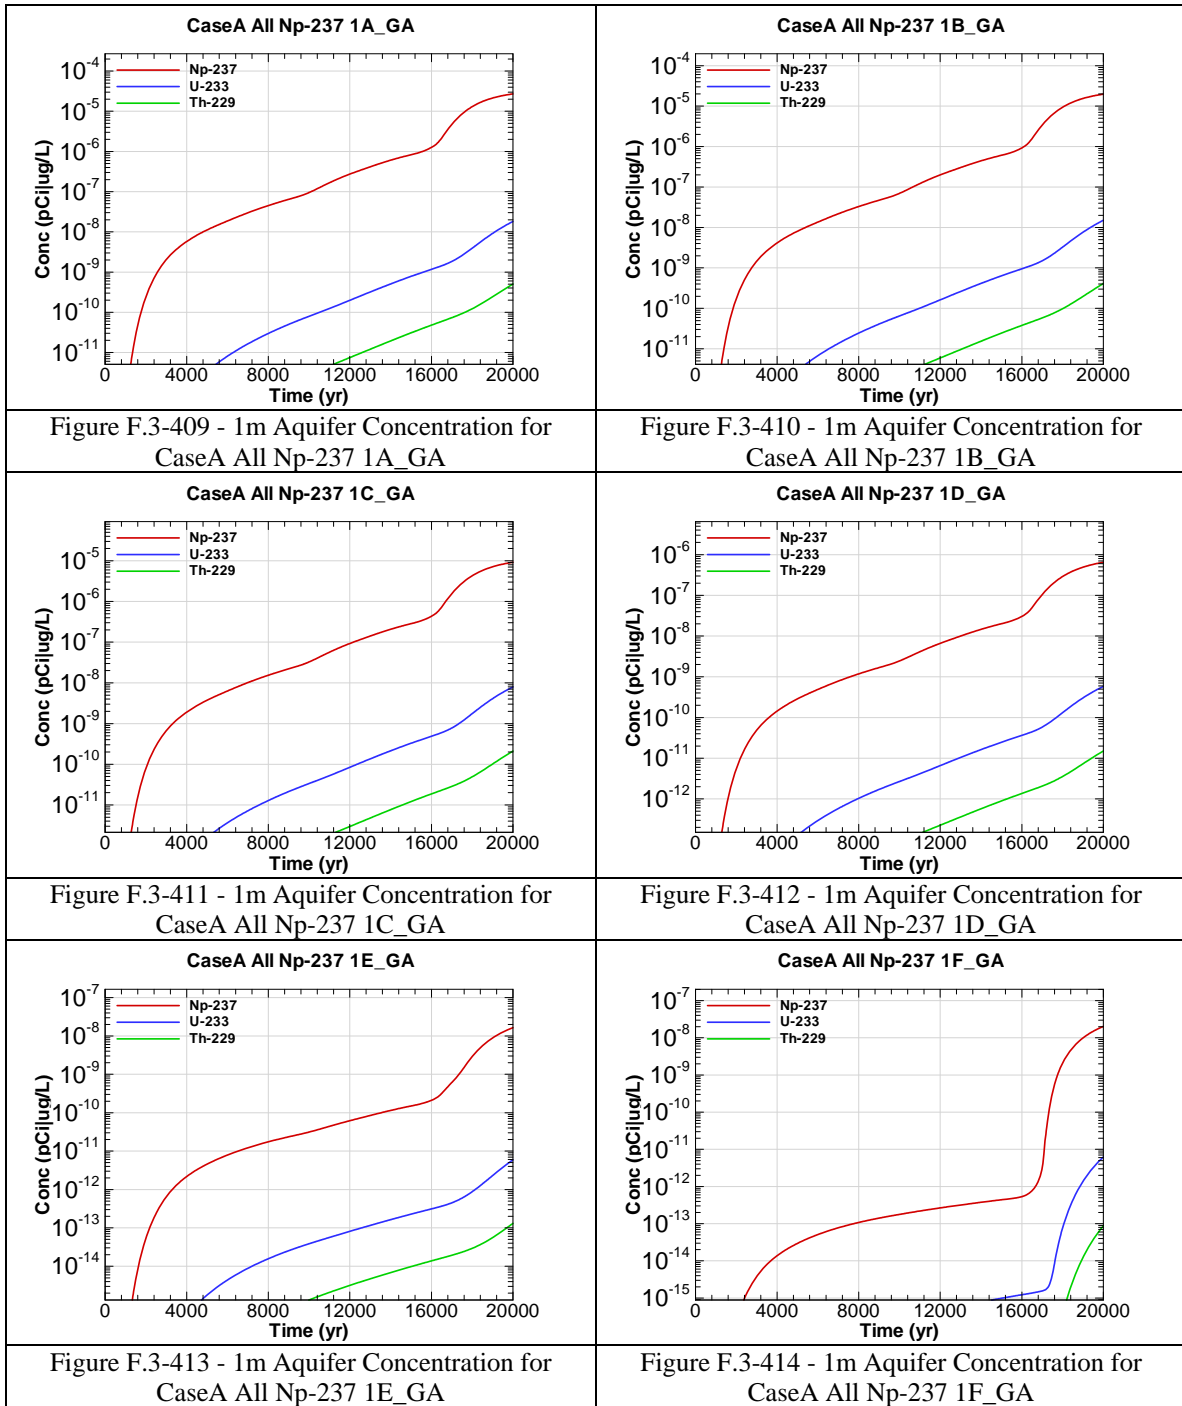 CaseA All Np-237 1A_GA
Np-237
U-233
Th-229
Conc (pCi|ug/L)
10-4
10-5
10-6
10-7
10-8
10-9
10-10
10-11
0 4000 8000 12000 16000 20000
Time (yr)
Figure F.3-409 - 1m Aquifer Concentration for
CaseA All Np-237 1A_GA
CaseA All Np-237 1B_GA
Np-237
U-233
Th-229
Conc (pCi|ug/L)
10-4
10-5
10-6
10-7
10-8
10-9
10-10
10-11
0 4000 8000 12000 16000 20000
Time (yr)
Figure F.3-410 - 1m Aquifer Concentration for
CaseA All Np-237 1B_GA
CaseA All Np-237 1C_GA
Np-237
U-233
Th-229
Conc (pCi|ug/L)
10-5
10-6
10-7
10-8
10-9
10-10
10-11
0 4000 8000 12000 16000 20000
Time (yr)
Figure F.3-411 - 1m Aquifer Concentration for
CaseA All Np-237 1C_GA
CaseA All Np-237 1D_GA
Np-237
U-233
Th-229
Conc (pCi|ug/L)
10-6
10-7
10-8
10-9
10-10
10-11
10-12
0 4000 8000 12000 16000 20000
Time (yr)
Figure F.3-412 - 1m Aquifer Concentration for
CaseA All Np-237 1D_GA
CaseA All Np-237 1E_GA
Np-237
U-233
Th-229
Conc (pCi|ug/L)
10-7
10-8
10-9
10-10
10-11
10-12
10-13
10-14
0 4000 8000 12000 16000 20000
Time (yr)
Figure F.3-413 - 1m Aquifer Concentration for
CaseA All Np-237 1E_GA
CaseA All Np-237 1F_GA
Np-237
U-233
Th-229
Conc (pCi|ug/L)
10-7
10-8
10-9
10-10
10-11
10-12
10-13
10-14
10-15
0 4000 8000 12000 16000 20000
Time (yr)
Figure F.3-414 - 1m Aquifer Concentration for
CaseA All Np-237 1F_GA